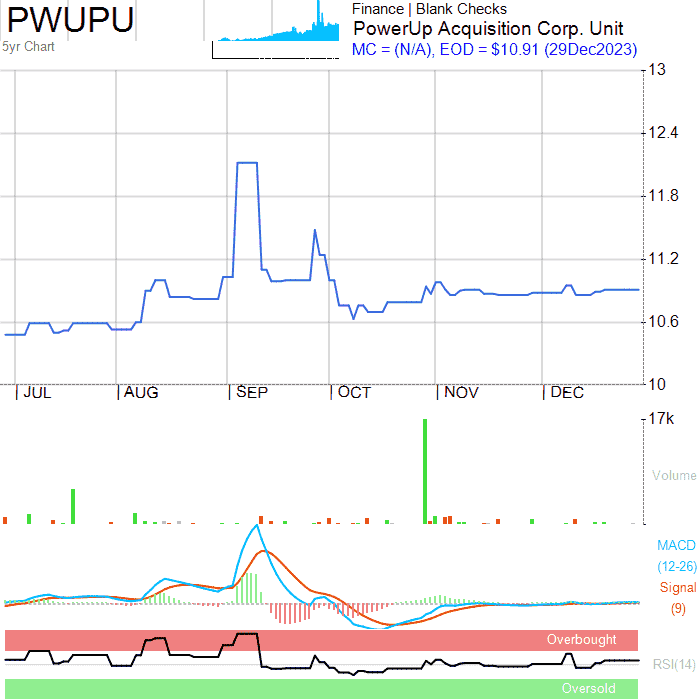 PWUPU
5yr Chart
Finance | Blank Checks
PowerUp Acquisition Corp. Unit
MC = (N/A), EOD = $10.91 (29Dec2023)
13
12.4
11.8
11.2
10.6
10
JUL AUG SEP OCT NOV DEC
17k
Volume
MACD
(12-26)
Signal
(9)
Overbought
RSI(14)
Oversold